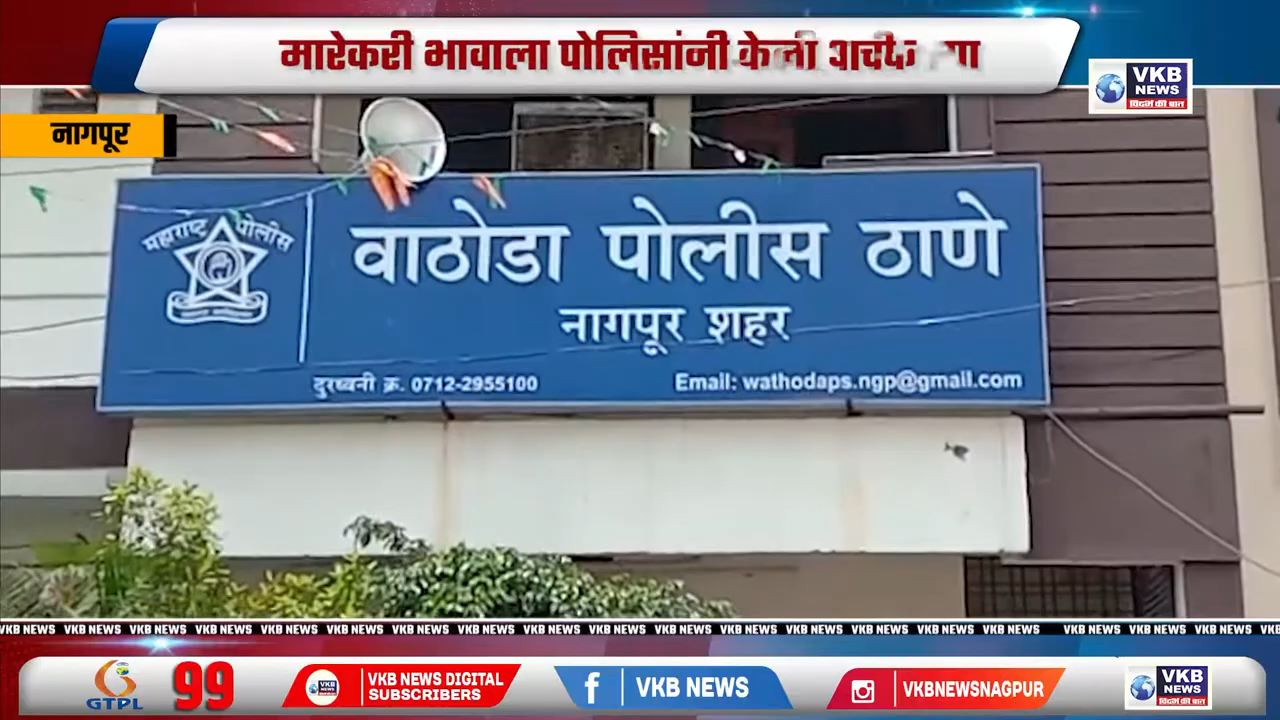 मारेकरी भावाला पोलिसांनी केली
VKB
NEWS
विदर्भ की बात
नागपूर
महाराष्ट्र पोलीस
वाठोडा पोलीस ठाणे
नागपूर शहर
दुरध्वनी क्र. 0712-2955100
Email: wathodaps.ngp@gmail.com
VKB NEWS VKB NEWS VKB NEWS VKB NEWS VKB NEWS VKB NEWS VKB NEWS VKB NEWS VKB NEWS VKB NEWS VKB NEWS VKB NEWS VKB NEWS VKB NEWS VKB NEWS VKB NEWS VKB NEWS VKB NEWS VKB NEWS
GTPL
99
VKB NEWS DIGITAL
SUBSCRIBERS
VKB NEWS
VKBNEWSNAGPUR
VKB
NEWS
विदर्भ की बात